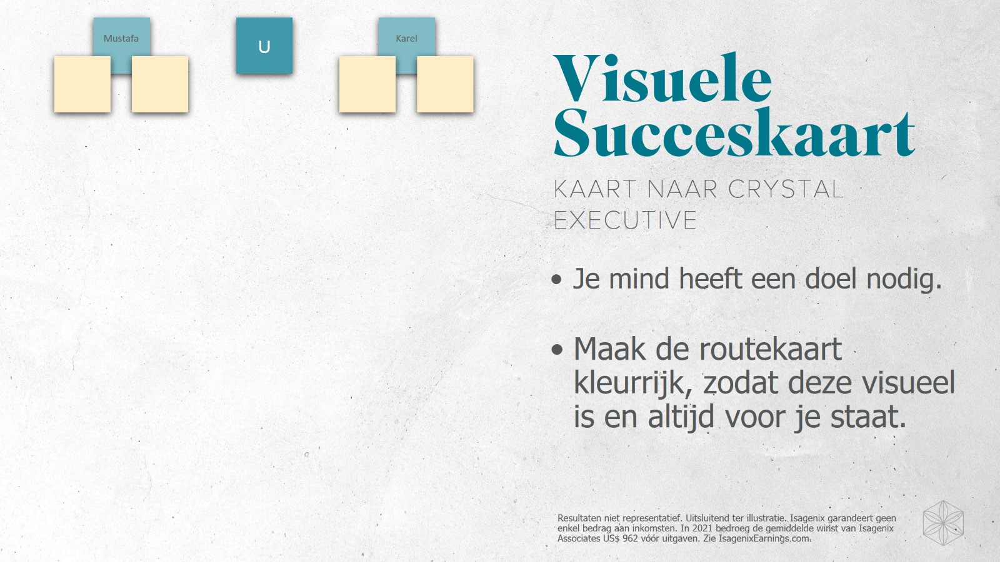 Mustafa
U
Karel
Visuele
Succeskaart
KAART NAAR CRYSTAL
EXECUTIVE
• Je mind heeft een doel nodig.
• Maak de routekaart
kleurrijk, zodat deze visueel
is en altijd voor je staat.
Resultaten niet representatief. Uitsluitend ter illustratie. Isagenix garandeert geen
enkel bedrag aan inkomsten. In 2021 bedroeg de gemiddelde winst van Isagenix
Associates US$ 962 vóór uitgaven. Zie IsagenixEarnings.com.